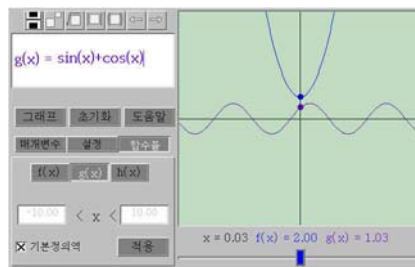 g(x) = sin(x)+cos(x)
그래프 초기화 도움말
매개변수 설정 함수들
f(x) g(x) h(x)
-10.00 < x < 10.00
기본정의역 적용
x = 0.03 f(x) = 2.00 g(x) = 1.03